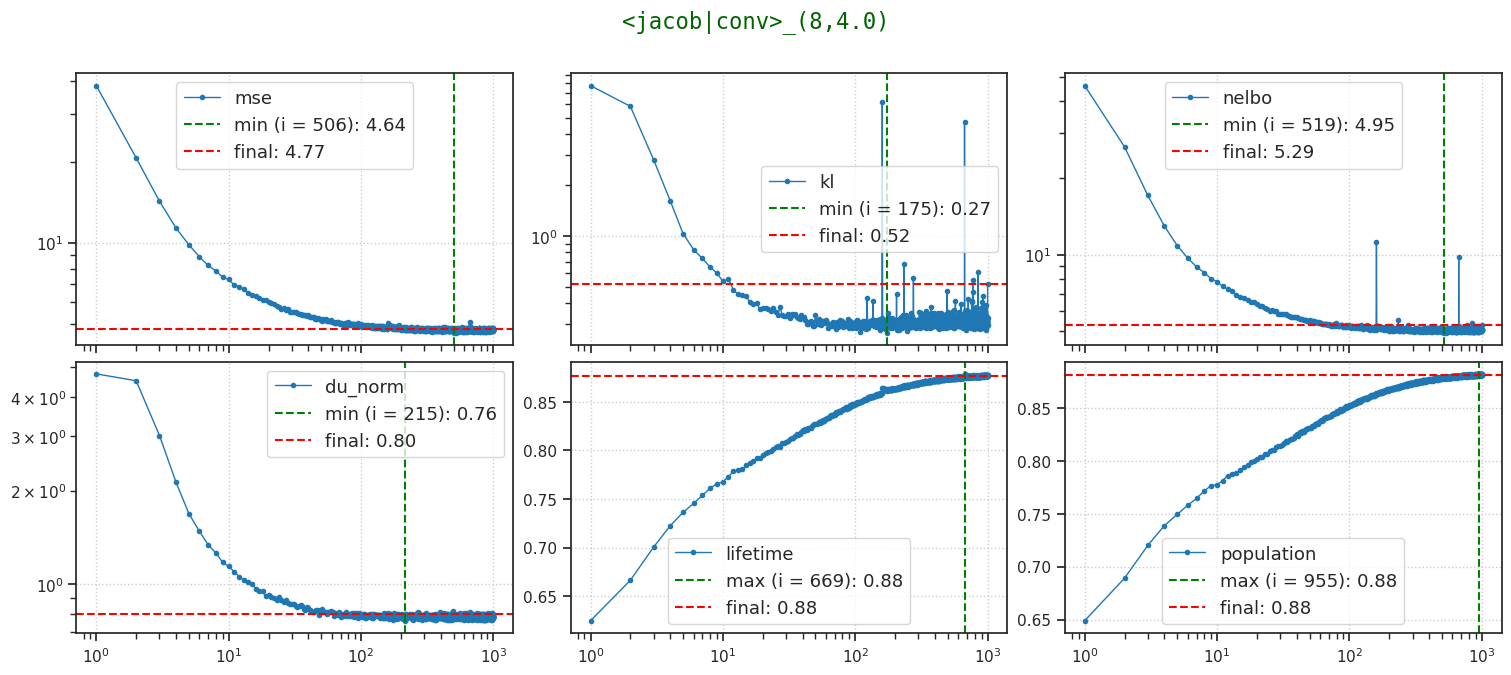 <jacob|conv>_(8,4.0)
mse
min (i = 506): 4.64
final: 4.77
10¹
kl
min (i = 175): 0.27
final: 0.52
10⁰
nelbo
min (i = 519): 4.95
final: 5.29
10¹
du_norm
min (i = 215): 0.76
final: 0.80
4 × 10⁰
3 × 10⁰
2 × 10⁰
10⁰
10⁰ 10¹ 10² 10³
lifetime
max (i = 669): 0.88
final: 0.88
0.85
0.80
0.75
0.70
0.65
10⁰ 10¹ 10² 10³
population
max (i = 955): 0.88
final: 0.88
0.85
0.80
0.75
0.70
0.65
10⁰ 10¹ 10² 10³